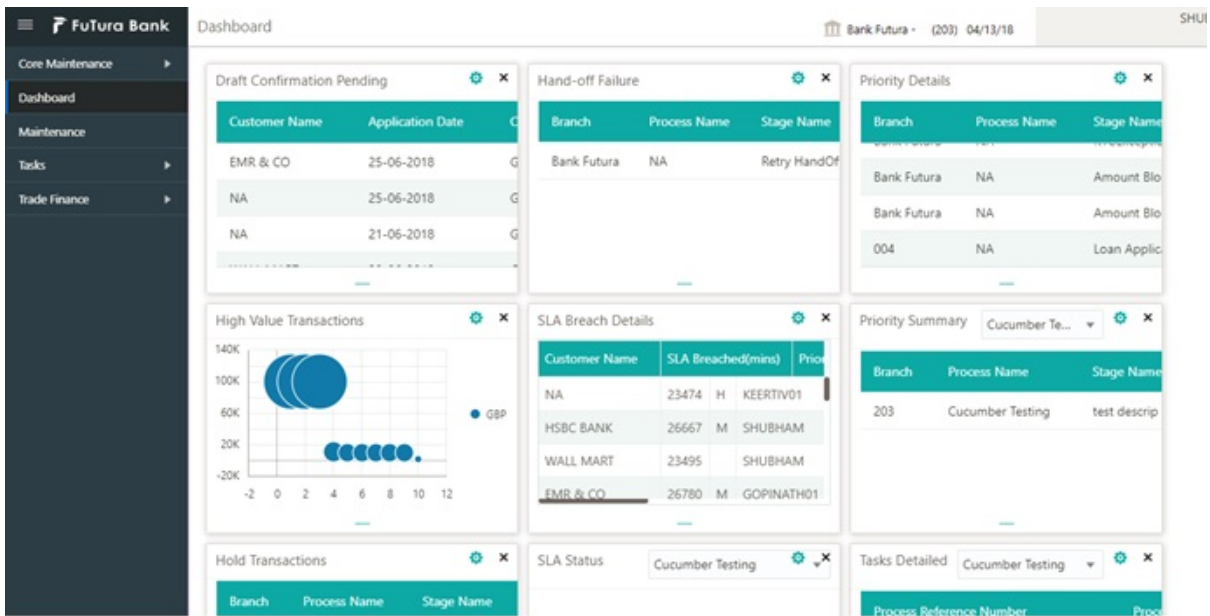 FuTura Bank
Dashboard
Bank Futura - (203) 04/13/18
SHU
Core Maintenance
Dashboard
Maintenance
Tasks
Trade Finance
Draft Confirmation Pending
Customer Name Application Date
EMR & CO 25-06-2018
NA 25-06-2018
NA 21-06-2018
Hand-off Failure
Branch Process Name Stage Name
Bank Futura NA Retry HandOf
Priority Details
Branch Process Name Stage Name
Bank Futura NA Amount Blo
Bank Futura NA Amount Blo
004 NA Loan Applic
High Value Transactions
140K
100K
60K
20K
-20K
-2 0 2 4 6 8 10 12
GBP
SLA Breach Details
Customer Name SLA Breached(mins) Prior
NA 23474 H KEERTIV01
HSBC BANK 26667 M SHUBHAM
WALL MART 23495 SHUBHAM
EMR & CO 26780 M GOPINATH01
Priority Summary Cucumber Te...
Branch Process Name Stage Name
203 Cucumber Testing test descrip
Hold Transactions
Branch Process Name Stage Name
SLA Status Cucumber Testing
Tasks Detailed Cucumber Testing
Process Reference Number Proce